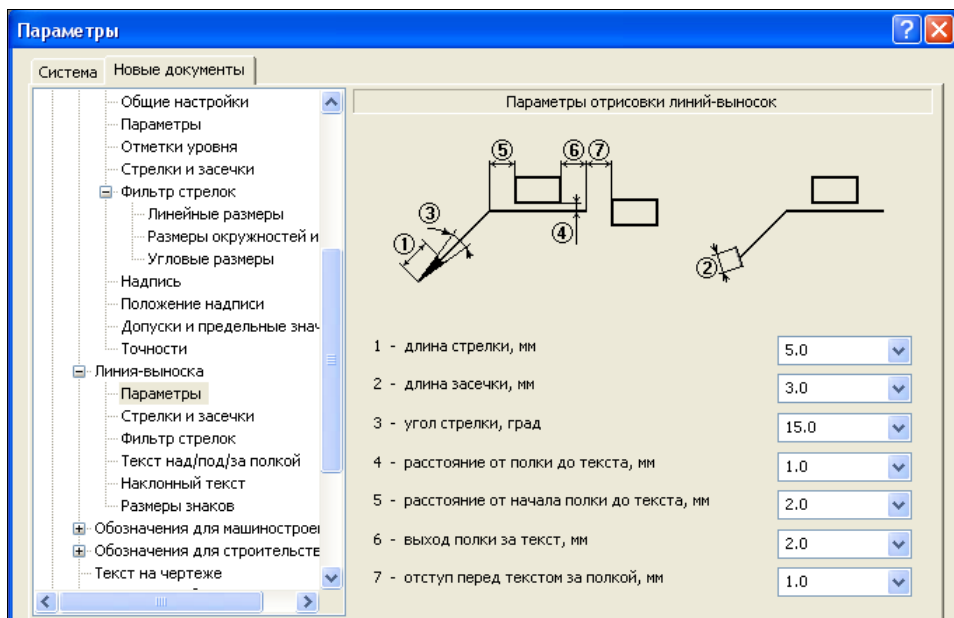 Параметры
Система Новые документы
Общие настройки
Параметры
Отметки уровня
Стрелки и засечки
Фильтр стрелок
Линейные размеры
Размеры окружностей и
Угловые размеры
Надпись
Положение надписи
Допуски и предельные знач
Точности
Линия-выноска
Параметры
Стрелки и засечки
Фильтр стрелок
Текст над/под/за полкой
Наклонный текст
Размеры знаков
Обозначения для машинострое
Обозначения для строительств
Текст на чертеже
Параметры отрисовки линий-выносок
5 6 7
3
1 4
2
1 - длина стрелки, мм 5.0
2 - длина засечки, мм 3.0
3 - угол стрелки, град 15.0
4 - расстояние от полки до текста, мм 1.0
5 - расстояние от начала полки до текста, мм 2.0
6 - выход полки за текст, мм 2.0
7 - отступ перед текстом за полкой, мм 1.0